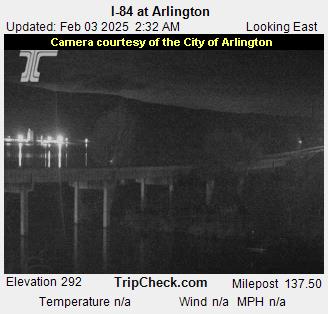 I-84 at Arlington
Updated: Feb 03 2025 2:32 AM Looking East
Camera courtesy of the City of Arlington
Elevation 292 TripCheck.com Milepost 137.50
Temperature n/a Wind n/a MPH n/a